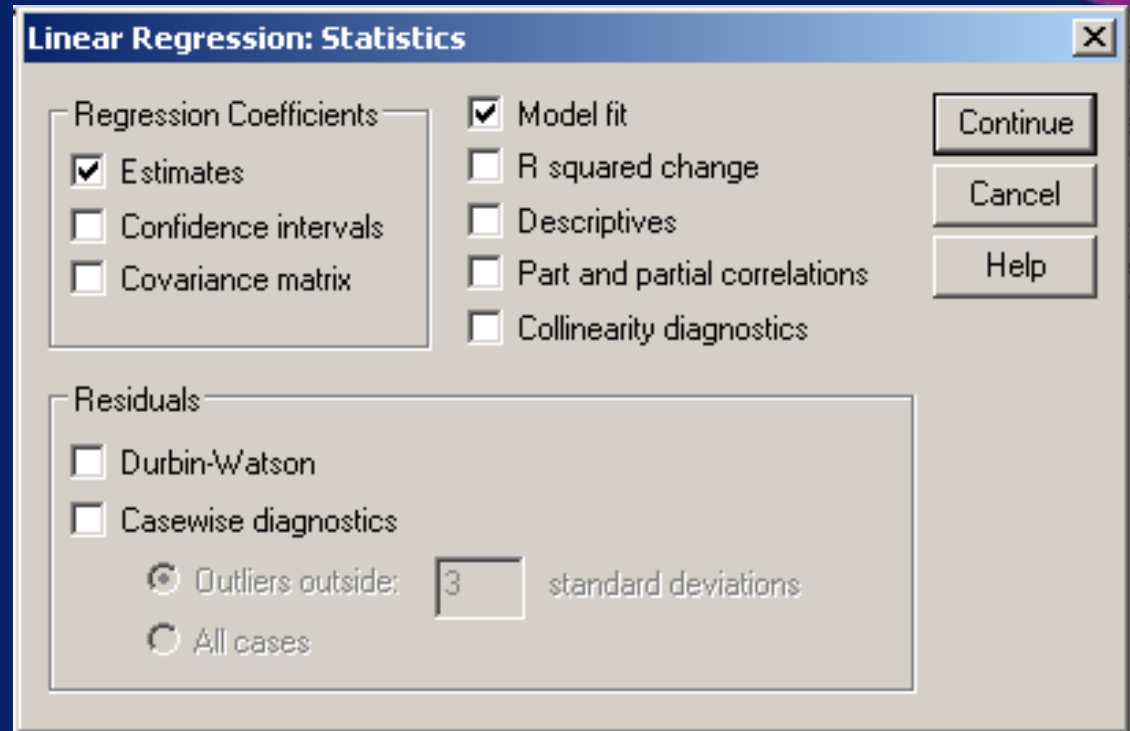 Linear Regression: Statistics
Regression Coefficients
Estimates
Confidence intervals
Covariance matrix
Model fit
R squared change
Descriptives
Part and partial correlations
Collinearity diagnostics
Continue
Cancel
Help
Residuals
Durbin-Watson
Casewise diagnostics
Outliers outside: 3 standard deviations
All cases